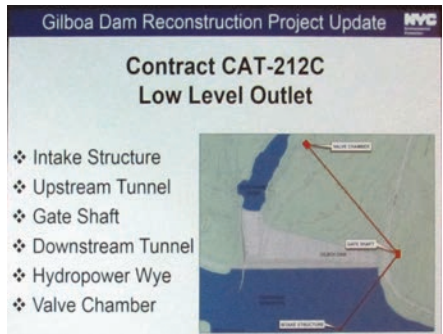 Gilboa Dam Reconstruction Project Update
NYC
Contract CAT-212C
Low Level Outlet
❖ Intake Structure
❖ Upstream Tunnel
❖ Gate Shaft
❖ Downstream Tunnel
❖ Hydropower Wye
❖ Valve Chamber
VALVE CHAMBER
GATE SHAFT
INTAKE STRUCTURE